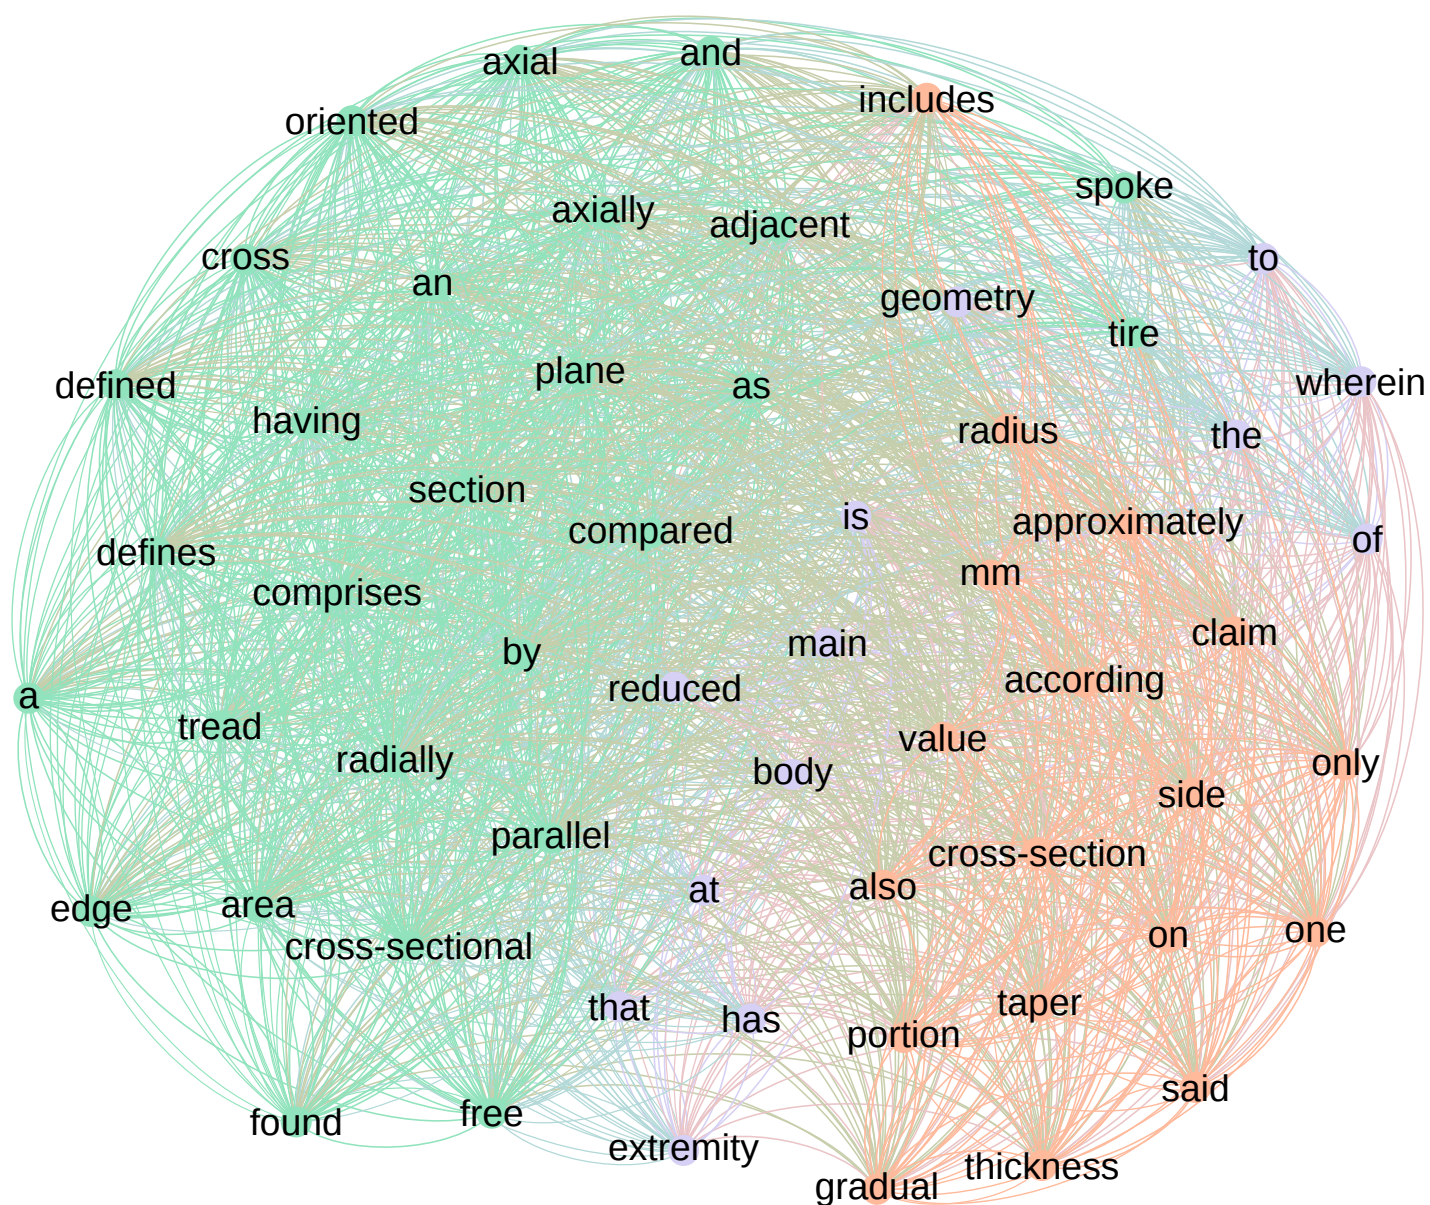 and
axial
includes
oriented
spoke
axially
adjacent
cross
to
an
geometry
tire
plane
wherein
defined
as
having
radius
the
section
is
approximately
compared
of
defines
mm
comprises
claim
main
by
according
reduced
a
tread
value
radially
only
body
side
parallel
cross-section
also
at
area
edge
one
on
cross-sectional
taper
that
has
portion
said
free
found
extremity
thickness
gradual